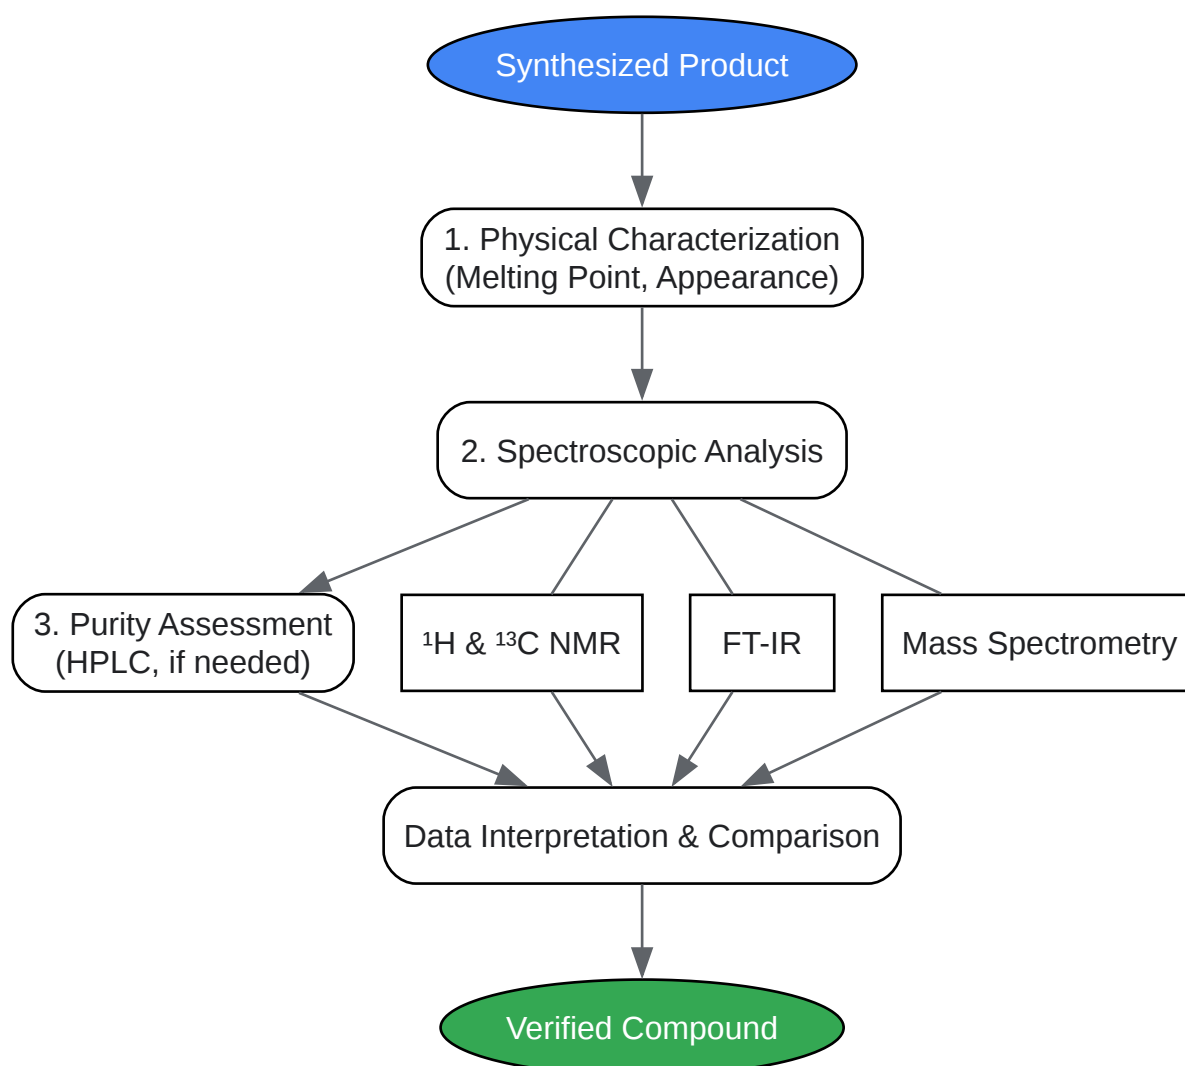 Synthesized Product
1. Physical Characterization
(Melting Point, Appearance)
2. Spectroscopic Analysis
3. Purity Assessment
(HPLC, if needed)
¹H & ¹³C NMR
FT-IR
Mass Spectrometry
Data Interpretation & Comparison
Verified Compound